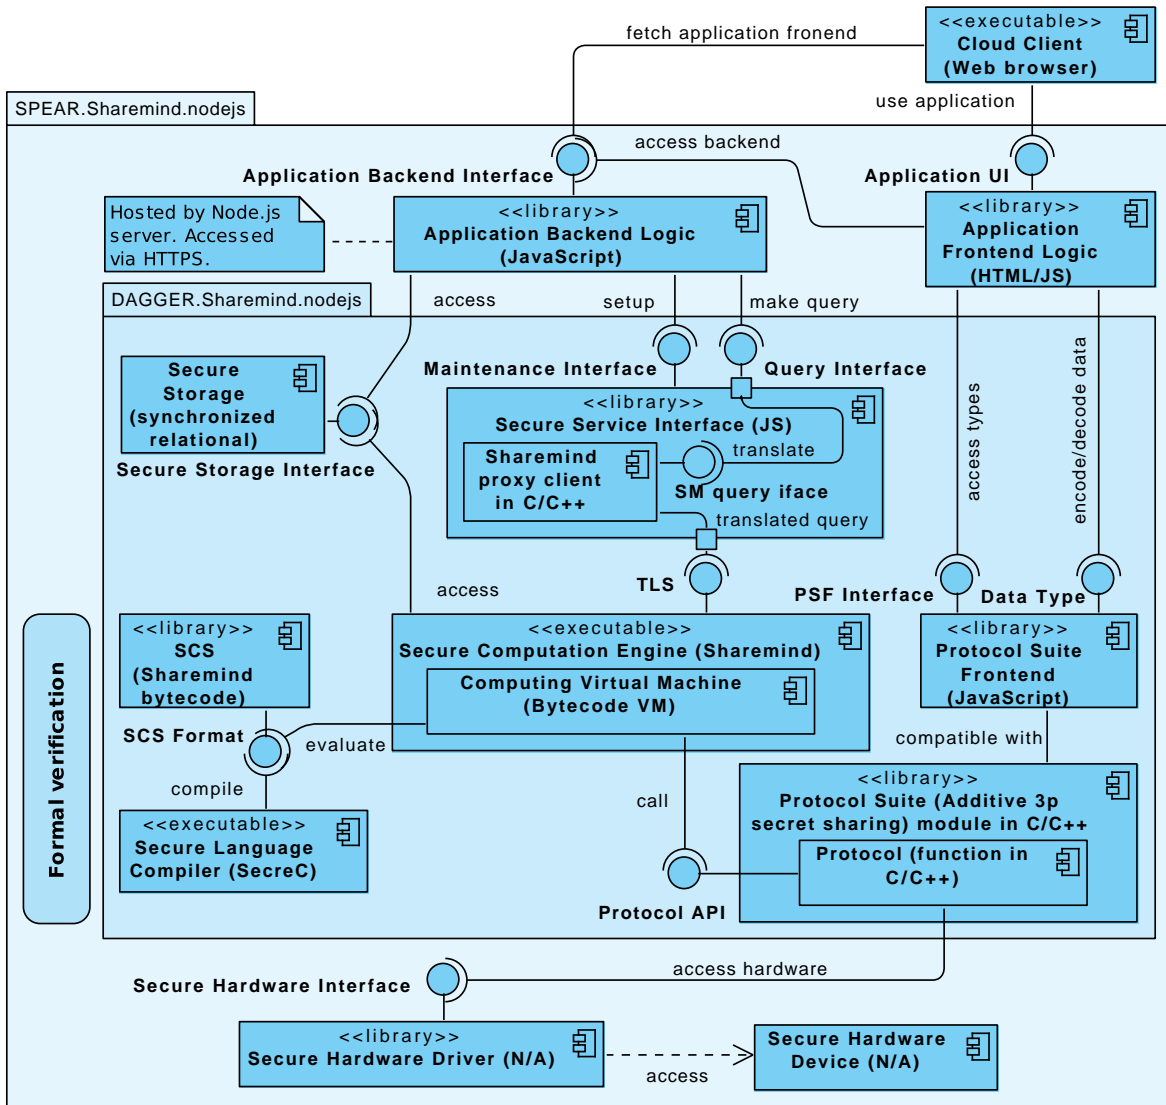 fetch application fronend
<<executable>>
Cloud Client
(Web browser)
SPEAR.Sharemind.nodejs
use application
access backend
Application Backend Interface
Application UI
Hosted by Node.js
server. Accessed
via HTTPS.
<<library>>
Application Backend Logic
(JavaScript)
<<library>>
Application
Frontend Logic
(HTML/JS)
DAGGER.Sharemind.nodejs
access
setup
make query
Secure
Storage
(synchronized
relational)
Maintenance Interface
Query Interface
<<library>>
Secure Service Interface (JS)
Secure Storage Interface
Sharemind
proxy client
in C/C++
translate
SM query iface
translated query
access types
encode/decode data
TLS
access
PSF Interface
Data Type
Formal verification
<<library>>
SCS
(Sharemind
bytecode)
<<executable>>
Secure Computation Engine (Sharemind)
Computing Virtual Machine
(Bytecode VM)
<<library>>
Protocol Suite
Frontend
(JavaScript)
SCS Format
evaluate
compatible with
compile
call
<<executable>>
Secure Language
Compiler (SecreC)
<<library>>
Protocol Suite (Additive 3p
secret sharing) module in C/C++
Protocol (function in
C/C++)
Protocol API
access hardware
Secure Hardware Interface
<<library>>
Secure Hardware Driver (N/A)
access
Secure Hardware
Device (N/A)